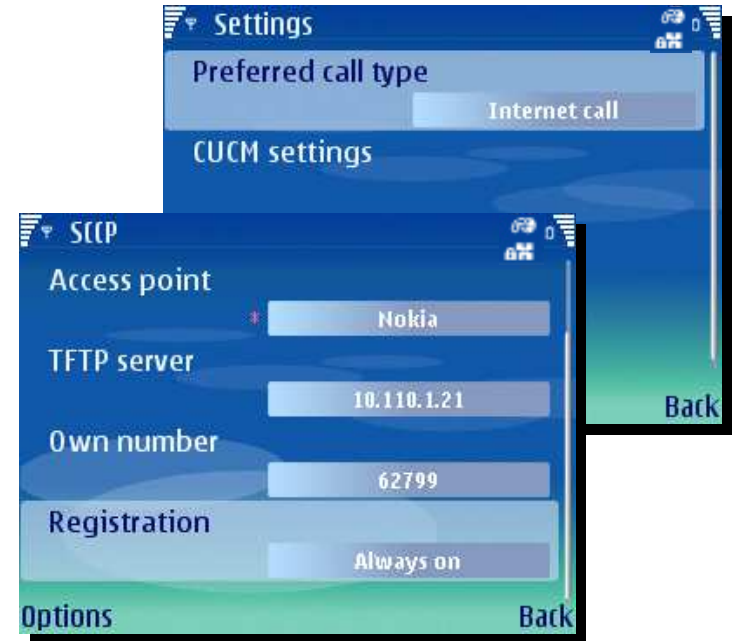 Settings
Preferred call type
Internet call
CUCM settings
Back
SCCP
Access point
* Nokia
TFTP server
10.110.1.21
Own number
62799
Registration
Always on
Options Back